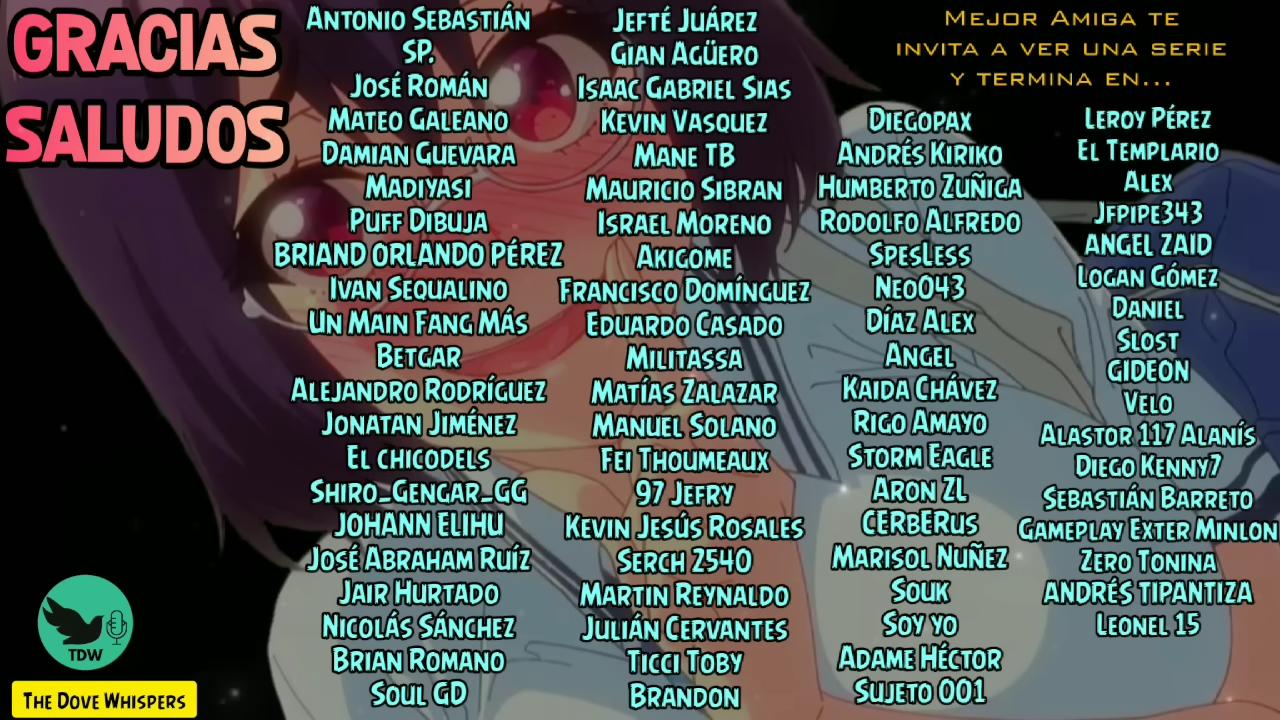 GRACIAS
SALUDOS
Antonio Sebastián
SP.
José Román
Mateo Galeano
Damian Guevara
Madiyasi
Puff Dibuja
BRIAND ORLANDO PÉREZ
Ivan Sequalino
Un Main Fang Más
Betgar
Alejandro Rodríguez
Jonatan Jiménez
El chicodels
Shiro_Gengar_GG
JOHANN ELIHU
José Abraham Ruíz
Jair Hurtado
Nicolás Sánchez
Brian Romano
Soul GD
Jefté Juárez
Gian Agüero
Isaac Gabriel Sias
Kevin Vasquez
Mane TB
Mauricio Sibran
Israel Moreno
Akigome
Francisco Domínguez
Eduardo Casado
Militassa
Matías Zalazar
Manuel Solano
Fei Thoumeaux
97 Jefry
Kevin Jesús Rosales
Serch 2540
Martin Reynaldo
Julián Cervantes
Ticci Toby
Brandon
Mejor Amiga te
invita a ver una serie
y termina en...
Diegopax
Andrés Kiriko
Humberto Zuñiga
Rodolfo Alfredo
SpesLess
Neo043
Díaz Alex
Angel
Kaida Chávez
Rigo Amayo
Storm Eagle
Aron ZL
CErbERus
Marisol Nuñez
Souk
Soy yo
Adame Héctor
Sujeto 001
Leroy Pérez
El Templario
Alex
Jfpipe343
ANGEL ZAID
Logan Gómez
Daniel
Slost
GIDEON
Velo
Alastor 117 Alanís
Diego Kenny7
Sebastián Barreto
Gameplay Exter Minlon
Zero Tonina
ANDRÉS TIPANTIZA
Leonel 15
TDW
The Dove Whispers